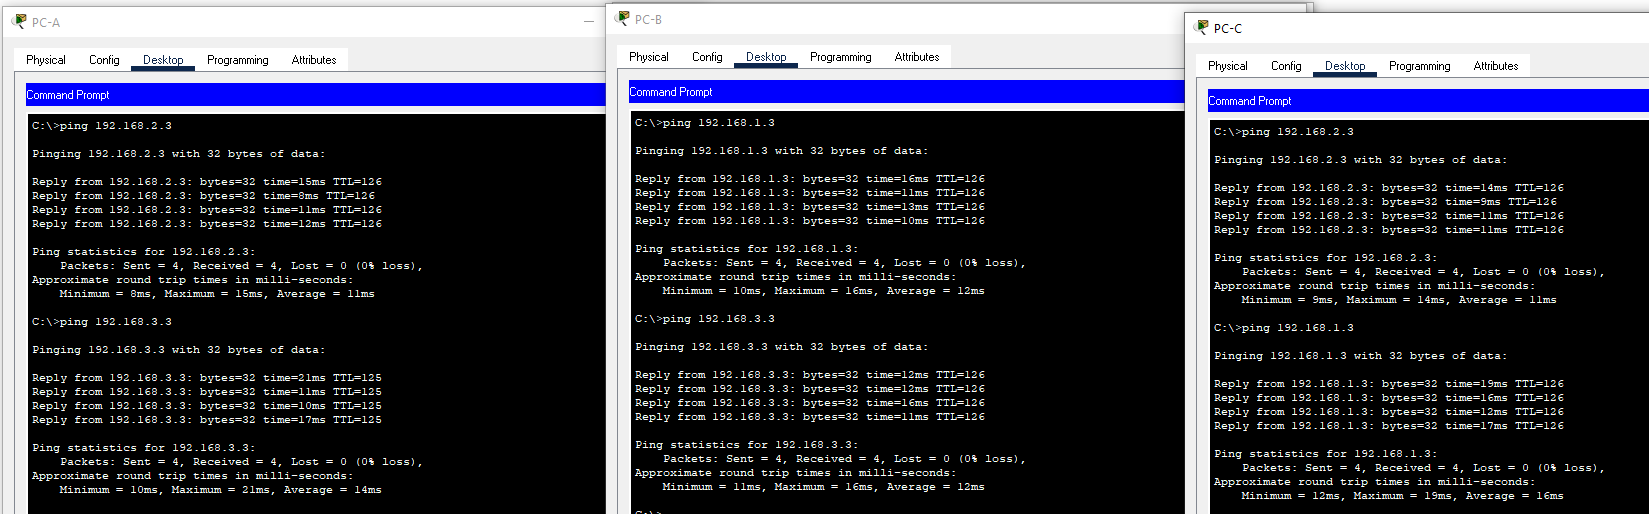 PC-A
Physical Config Desktop Programming Attributes
Command Prompt
C:\>ping 192.168.2.3
Pinging 192.168.2.3 with 32 bytes of data:
Reply from 192.168.2.3: bytes=32 time=15ms TTL=126
Reply from 192.168.2.3: bytes=32 time=8ms TTL=126
Reply from 192.168.2.3: bytes=32 time=11ms TTL=126
Reply from 192.168.2.3: bytes=32 time=12ms TTL=126
Ping statistics for 192.168.2.3:
Packets: Sent = 4, Received = 4, Lost = 0 (0% loss),
Approximate round trip times in milli-seconds:
Minimum = 8ms, Maximum = 15ms, Average = 11ms
C:\>ping 192.168.3.3
Pinging 192.168.3.3 with 32 bytes of data:
Reply from 192.168.3.3: bytes=32 time=21ms TTL=125
Reply from 192.168.3.3: bytes=32 time=11ms TTL=125
Reply from 192.168.3.3: bytes=32 time=10ms TTL=125
Reply from 192.168.3.3: bytes=32 time=17ms TTL=125
Ping statistics for 192.168.3.3:
Packets: Sent = 4, Received = 4, Lost = 0 (0% loss),
Approximate round trip times in milli-seconds:
Minimum = 10ms, Maximum = 21ms, Average = 14ms
PC-B
Physical Config Desktop Programming Attributes
Command Prompt
C:\>ping 192.168.1.3
Pinging 192.168.1.3 with 32 bytes of data:
Reply from 192.168.1.3: bytes=32 time=16ms TTL=126
Reply from 192.168.1.3: bytes=32 time=11ms TTL=126
Reply from 192.168.1.3: bytes=32 time=13ms TTL=126
Reply from 192.168.1.3: bytes=32 time=10ms TTL=126
Ping statistics for 192.168.1.3:
Packets: Sent = 4, Received = 4, Lost = 0 (0% loss),
Approximate round trip times in milli-seconds:
Minimum = 10ms, Maximum = 16ms, Average = 12ms
C:\>ping 192.168.3.3
Pinging 192.168.3.3 with 32 bytes of data:
Reply from 192.168.3.3: bytes=32 time=12ms TTL=126
Reply from 192.168.3.3: bytes=32 time=12ms TTL=126
Reply from 192.168.3.3: bytes=32 time=16ms TTL=126
Reply from 192.168.3.3: bytes=32 time=11ms TTL=126
Ping statistics for 192.168.3.3:
Packets: Sent = 4, Received = 4, Lost = 0 (0% loss),
Approximate round trip times in milli-seconds:
Minimum = 11ms, Maximum = 16ms, Average = 12ms
PC-C
Physical Config Desktop Programming Attributes
Command Prompt
C:\>ping 192.168.2.3
Pinging 192.168.2.3 with 32 bytes of data:
Reply from 192.168.2.3: bytes=32 time=14ms TTL=126
Reply from 192.168.2.3: bytes=32 time=9ms TTL=126
Reply from 192.168.2.3: bytes=32 time=11ms TTL=126
Reply from 192.168.2.3: bytes=32 time=11ms TTL=126
Ping statistics for 192.168.2.3:
Packets: Sent = 4, Received = 4, Lost = 0 (0% loss),
Approximate round trip times in milli-seconds:
Minimum = 9ms, Maximum = 14ms, Average = 11ms
C:\>ping 192.168.1.3
Pinging 192.168.1.3 with 32 bytes of data:
Reply from 192.168.1.3: bytes=32 time=19ms TTL=126
Reply from 192.168.1.3: bytes=32 time=16ms TTL=126
Reply from 192.168.1.3: bytes=32 time=12ms TTL=126
Reply from 192.168.1.3: bytes=32 time=17ms TTL=126
Ping statistics for 192.168.1.3:
Packets: Sent = 4, Received = 4, Lost = 0 (0% loss),
Approximate round trip times in milli-seconds:
Minimum = 12ms, Maximum = 19ms, Average = 16ms